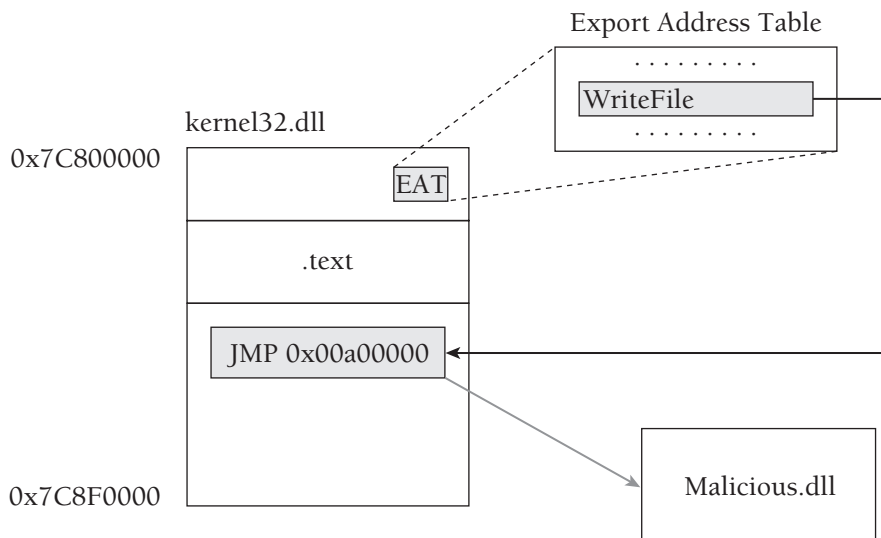 Export Address Table
. . . . . . . . .
WriteFile
. . . . . . . . .
kernel32.dll
0x7C800000
EAT
.text
JMP 0x00a00000
Malicious.dll
0x7C8F0000